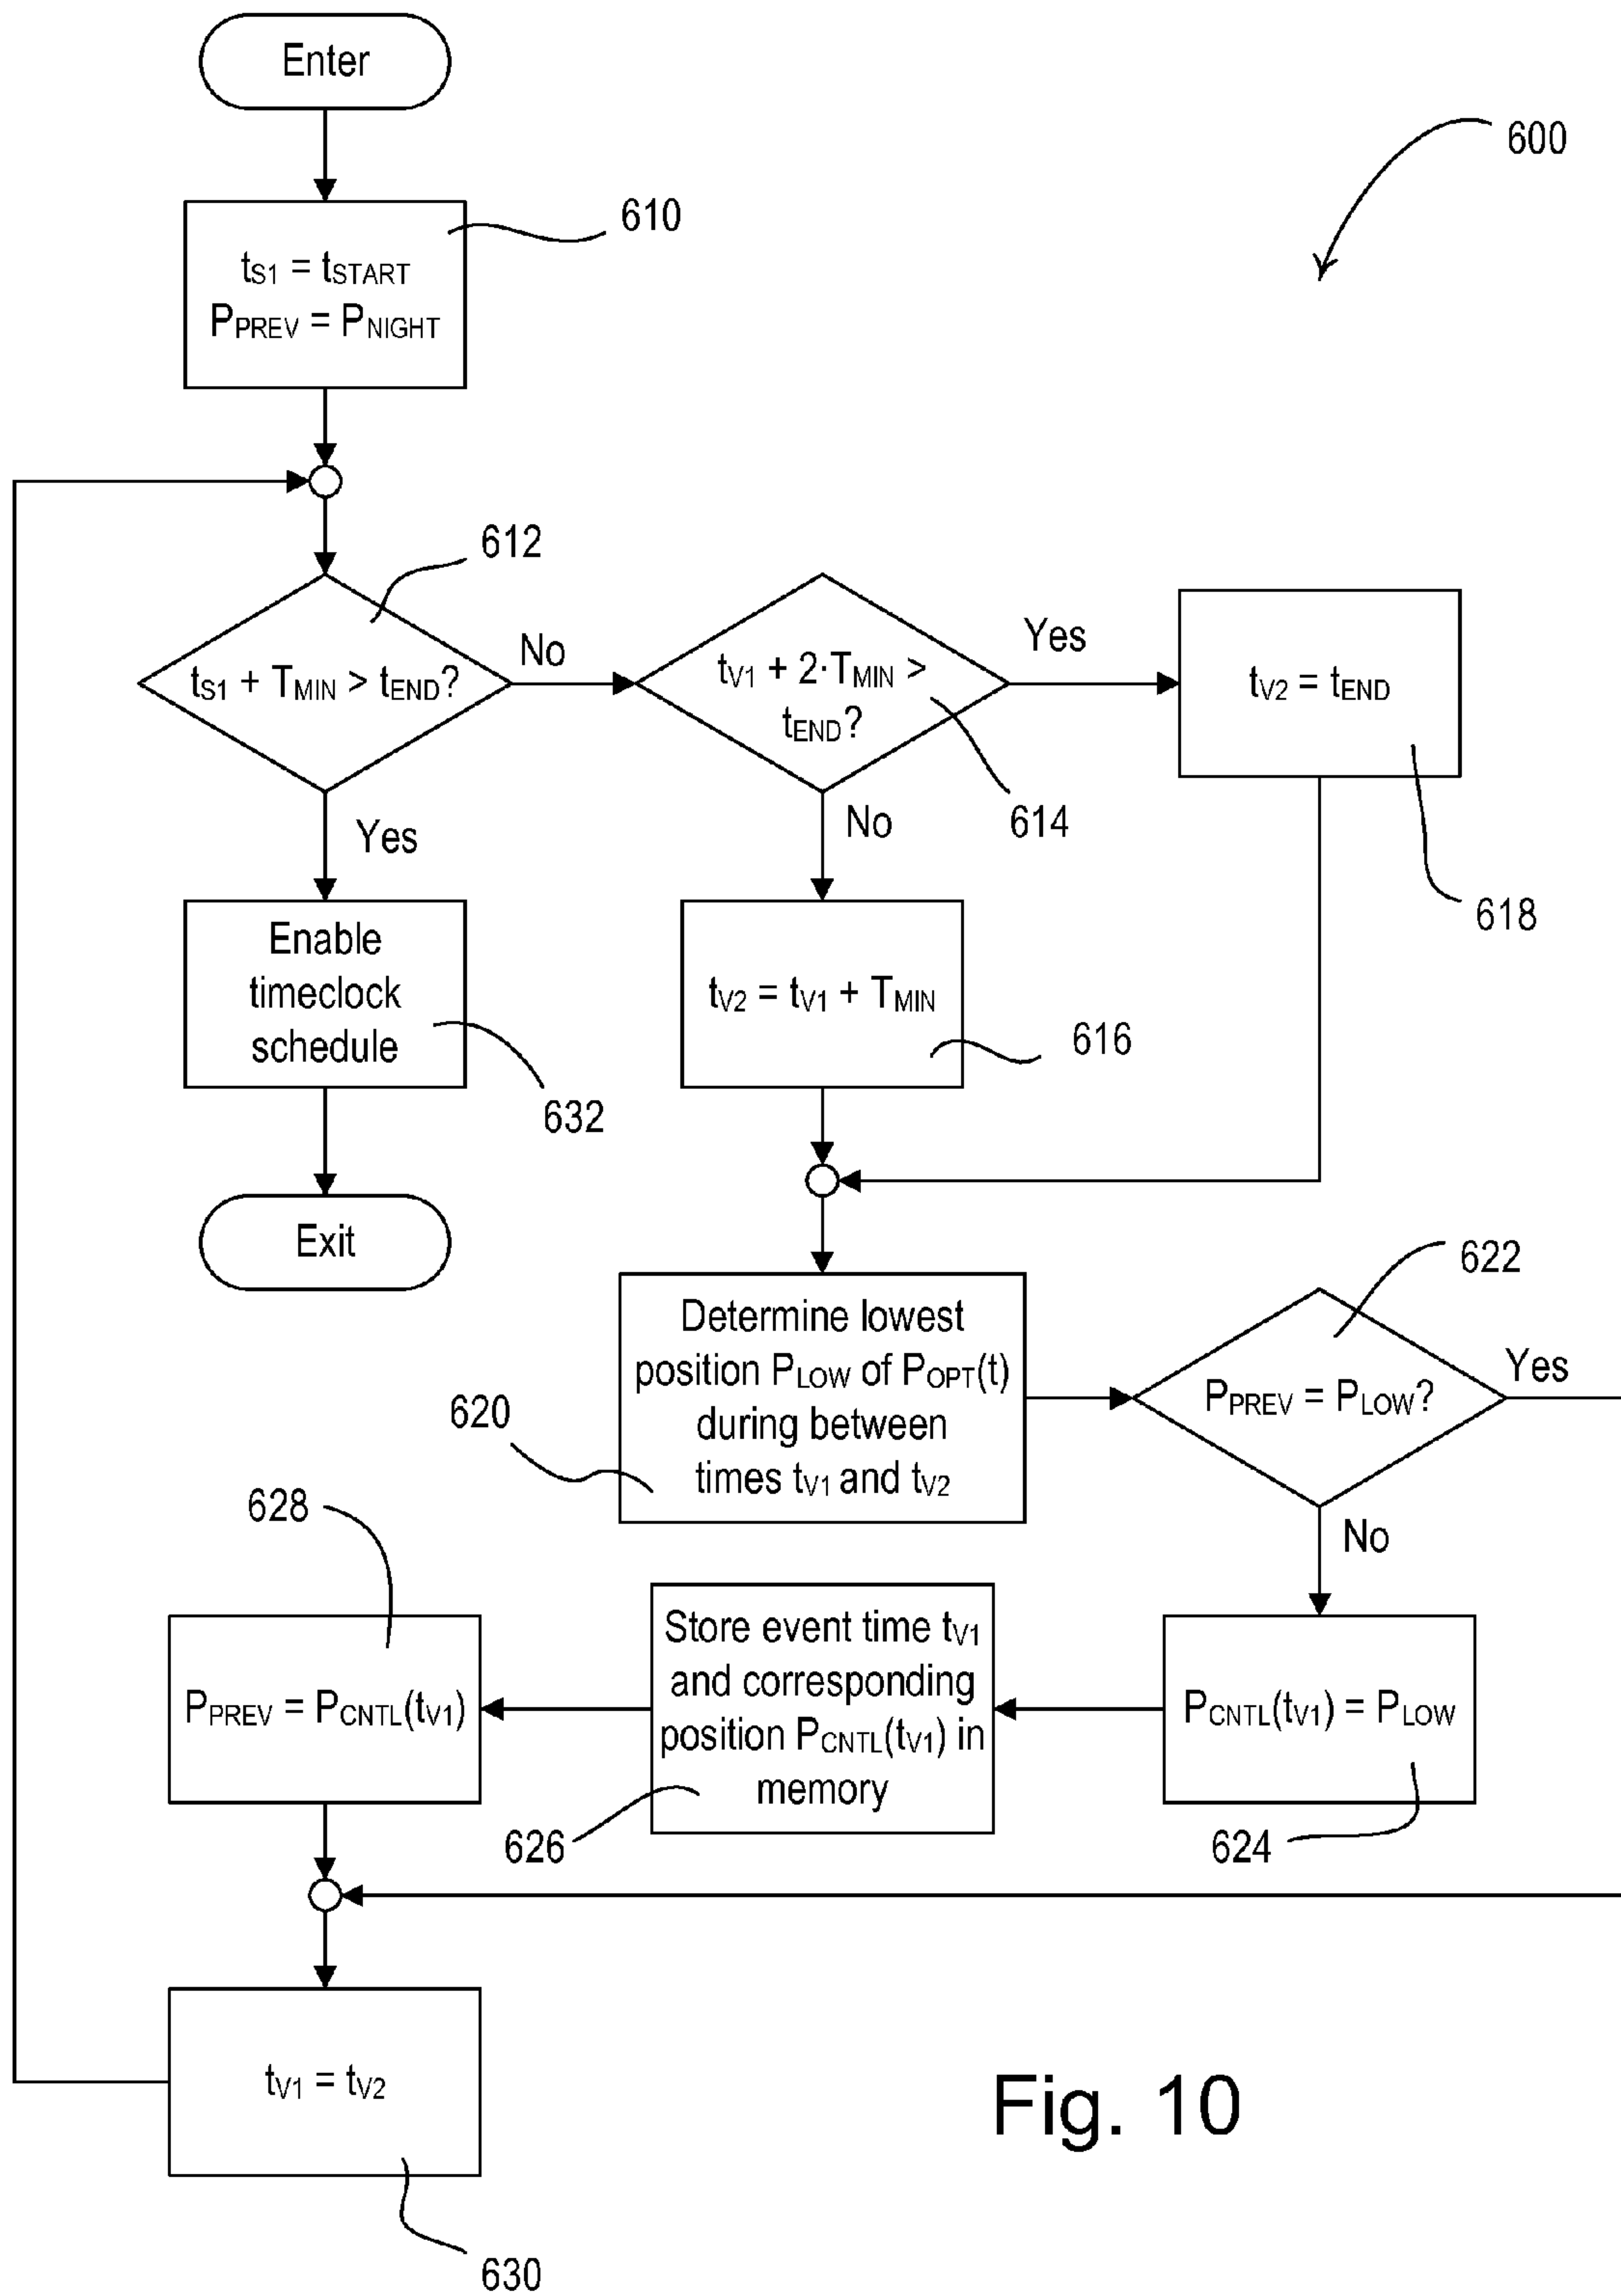 Enter
600
610
tS1 = tSTART
PPREV = PNIGHT
612
tS1 + TMIN > tEND?
No
Yes
tV1 + 2·TMIN >
tEND?
614
Yes
No
tV2 = tEND
618
Enable
timeclock
schedule
632
Exit
tV2 = tV1 + TMIN
616
Determine lowest
position PLOW of POPT(t)
during between
times tV1 and tV2
620
622
PPREV = PLOW?
Yes
No
PCNTL(tV1) = PLOW
624
Store event time tV1
and corresponding
position PCNTL(tV1) in
memory
626
628
PPREV = PCNTL(tV1)
tV1 = tV2
630
Fig. 10